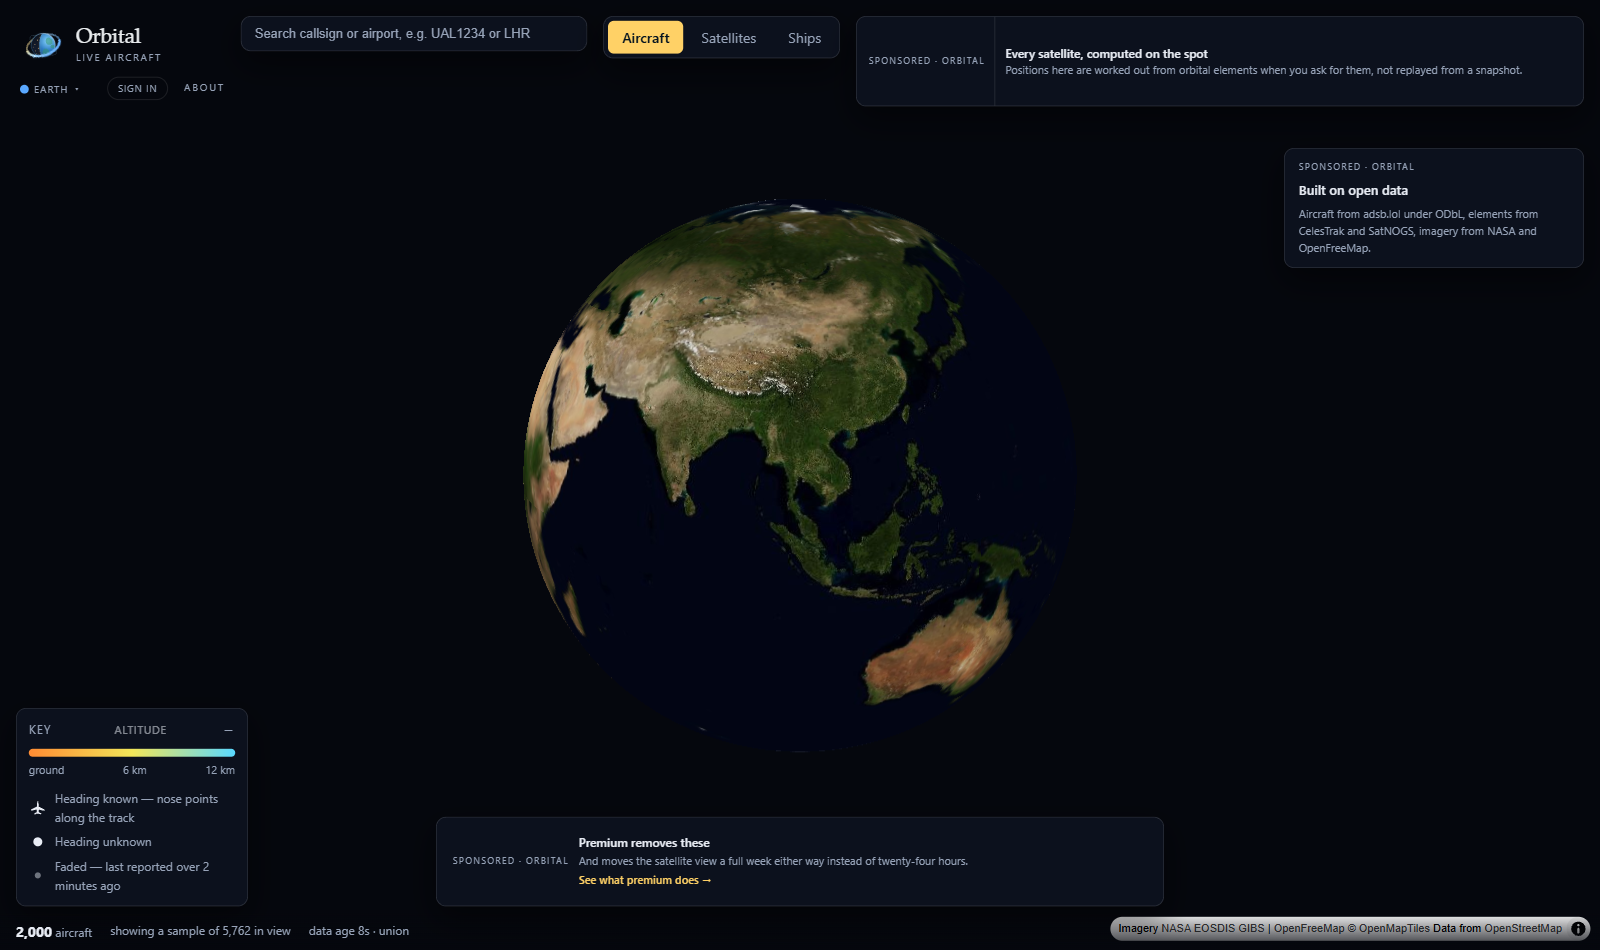 Orbital
LIVE AIRCRAFT
EARTH
SIGN IN
ABOUT
Search callsign or airport, e.g. UAL1234 or LHR
Aircraft
Satellites
Ships
SPONSORED · ORBITAL
Every satellite, computed on the spot
Positions here are worked out from orbital elements when you ask for them, not replayed from a snapshot.
SPONSORED · ORBITAL
Built on open data
Aircraft from adsb.lol under ODbL, elements from
CelesTrak and SatNOGS, imagery from NASA and
OpenFreeMap.
KEY
ALTITUDE
–
ground
6 km
12 km
Heading known — nose points
along the track
Heading unknown
Faded — last reported over 2
minutes ago
SPONSORED · ORBITAL
Premium removes these
And moves the satellite view a full week either way instead of twenty-four hours.
See what premium does →
2,000 aircraft
showing a sample of 5,762 in view
data age 8s · union
Imagery NASA EOSDIS GIBS | OpenFreeMap © OpenMapTiles Data from OpenStreetMap